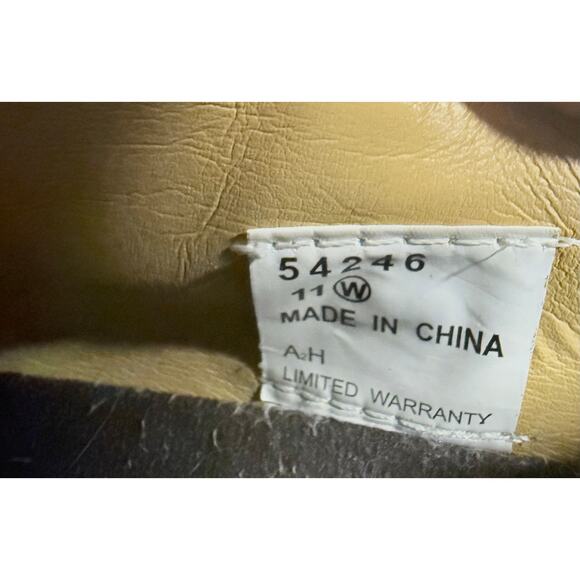 54246
11 Ⓦ
MADE IN CHINA
A₂H
LIMITED WARRANTY